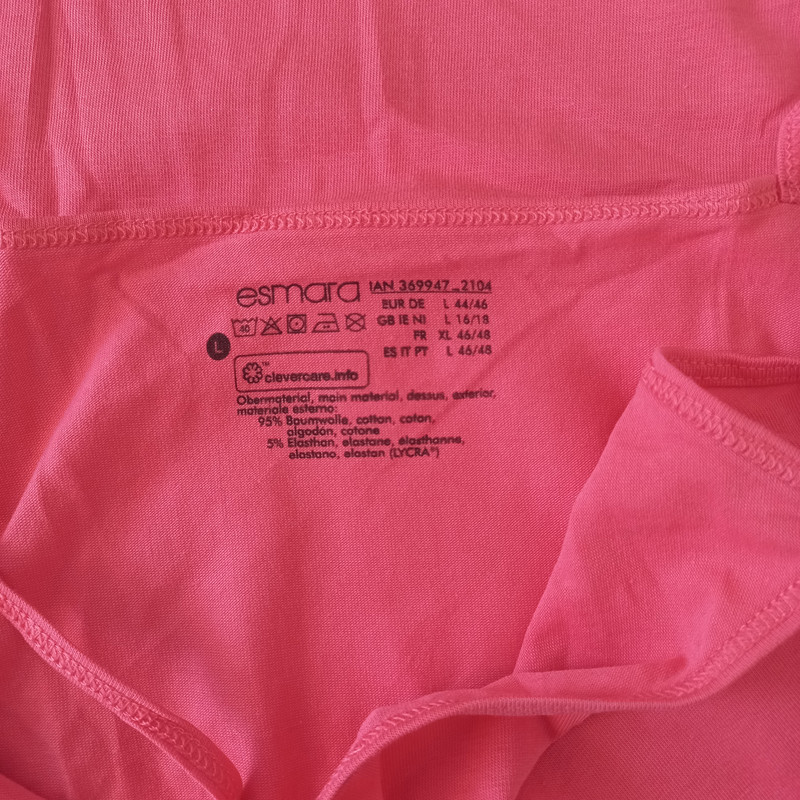 esmara
IAN 369947_2104
EUR DE L 44/46
GB IE NI L 16/18
FR XL 46/48
ES IT PT L 46/48
40
L
clevercare.info
Obermaterial, main material, dessus, exterior,
materiale esterno:
95% Baumwolle, cotton, coton,
algodón, cotone
5% Elasthan, elastane, élasthanne,
elastano, elastan (LYCRA®)